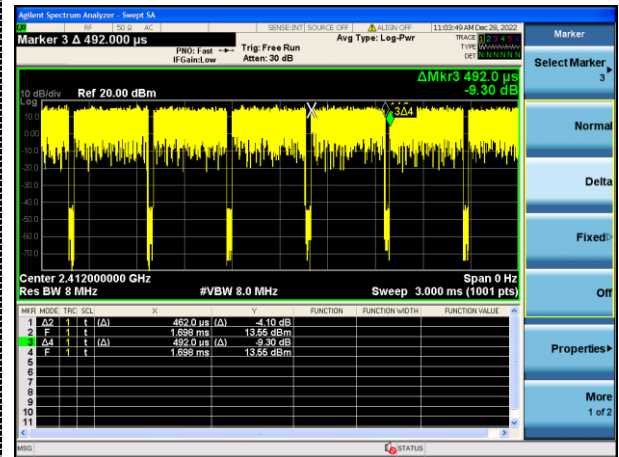 Agilent Spectrum Analyzer - Swept SA
RF 50 Ω AC SENSE:INT SOURCE OFF ALIGN OFF 11:03:49 AM Dec 28, 2022
Marker 3 Δ 492.000 µs
PNO: Fast Trig: Free Run Avg Type: Log-Pwr TRACE 1 2 3 4 5 6
IFGain:Low Atten: 30 dB TYPE
DET N N N N N N
ΔMkr3 492.0 µs
10 dB/div Ref 20.00 dBm -9.30 dB
Log
10.0
0.00
-10.0
-20.0
-30.0
-40.0
-50.0
-60.0
-70.0
X
3Δ4
Center 2.412000000 GHz Span 0 Hz
Res BW 8 MHz #VBW 8.0 MHz Sweep 3.000 ms (1001 pts)
MKR MODE TRC SCL X Y FUNCTION FUNCTION WIDTH FUNCTION VALUE
1 Δ2 1 t (Δ) 462.0 µs (Δ) -4.10 dB
2 F 1 t 1.698 ms 13.55 dBm
3 Δ4 1 t (Δ) 492.0 µs (Δ) -9.30 dB
4 F 1 t 1.698 ms 13.55 dBm
5
6
7
8
9
10
11
MSG STATUS
Marker
Select Marker
3
Normal
Delta
Fixed
Off
Properties
More
1 of 2